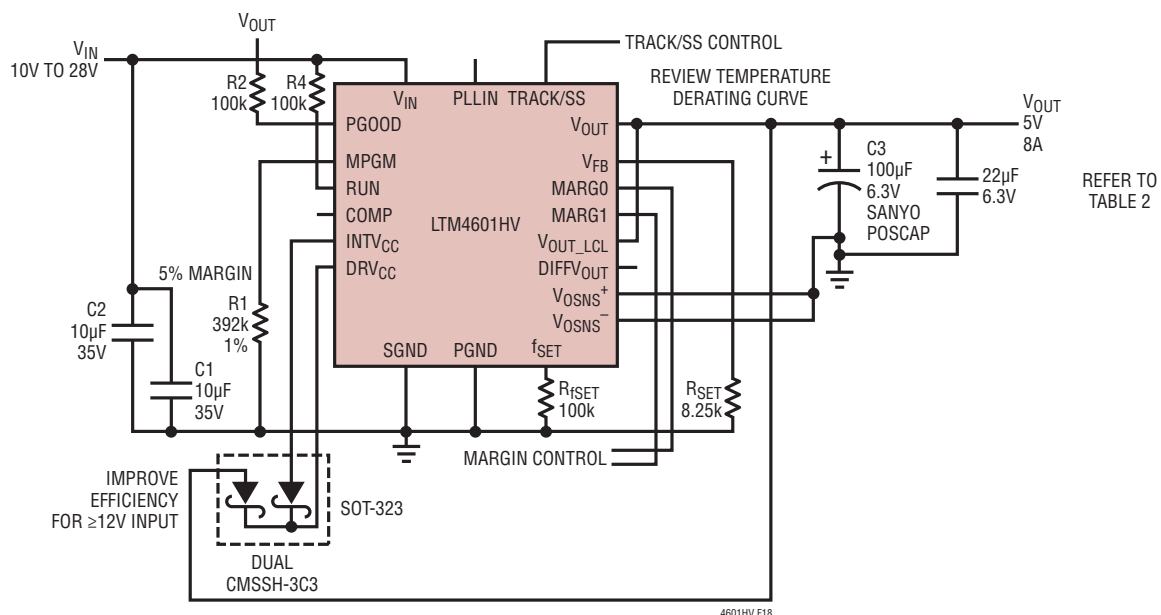 VOUT
VIN
10V TO 28V
TRACK/SS CONTROL
REVIEW TEMPERATURE
DERATING CURVE
R2
100k
R4
100k
VIN
PLLIN
TRACK/SS
PGOOD
MPGM
RUN
COMP
INTVCC
DRVCC
LTM4601HV
VOUT
VFB
MARG0
MARG1
VOUT_LCL
DIFFVOUT
VOSNS+
VOSNS–
SGND
PGND
fSET
VOUT
5V
8A
+
C3
100µF
6.3V
SANYO
POSCAP
22µF
6.3V
REFER TO
TABLE 2
5% MARGIN
C2
10µF
35V
C1
10µF
35V
R1
392k
1%
RfSET
100k
RSET
8.25k
MARGIN CONTROL
IMPROVE
EFFICIENCY
FOR ≥12V INPUT
SOT-323
DUAL
CMSSH-3C3
4601HV F18